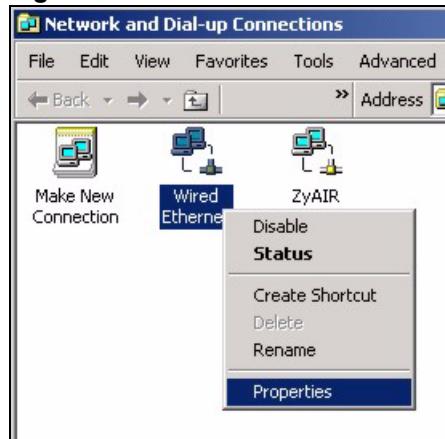 Network and Dial-up Connections
File Edit View Favorites Tools Advanced
Back » Address
Make New Connection
Wired Etherne
ZyAIR
Disable
Status
Create Shortcut
Delete
Rename
Properties